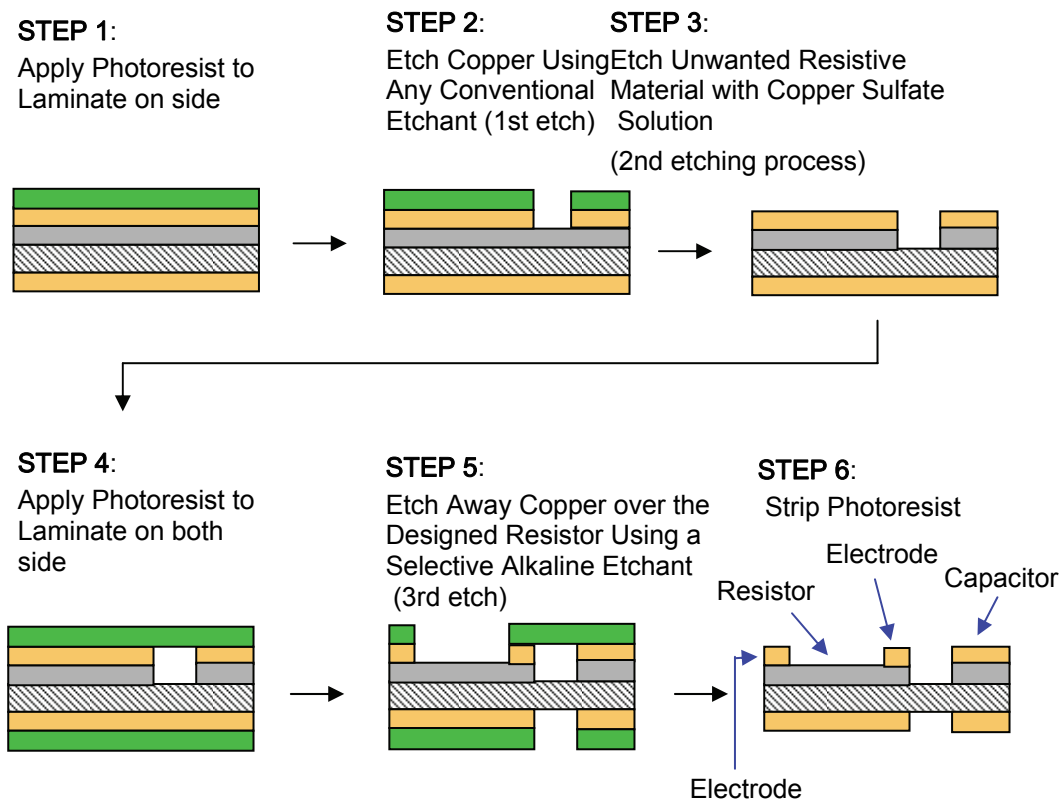 STEP 1:
Apply Photoresist to
Laminate on side
STEP 2:
Etch Copper Using
Any Conventional
Etchant (1st etch)
STEP 3:
Etch Unwanted Resistive
Material with Copper Sulfate
Solution
(2nd etching process)
STEP 4:
Apply Photoresist to
Laminate on both
side
STEP 5:
Etch Away Copper over the
Designed Resistor Using a
Selective Alkaline Etchant
(3rd etch)
STEP 6:
Strip Photoresist
Electrode
Resistor
Capacitor
Electrode